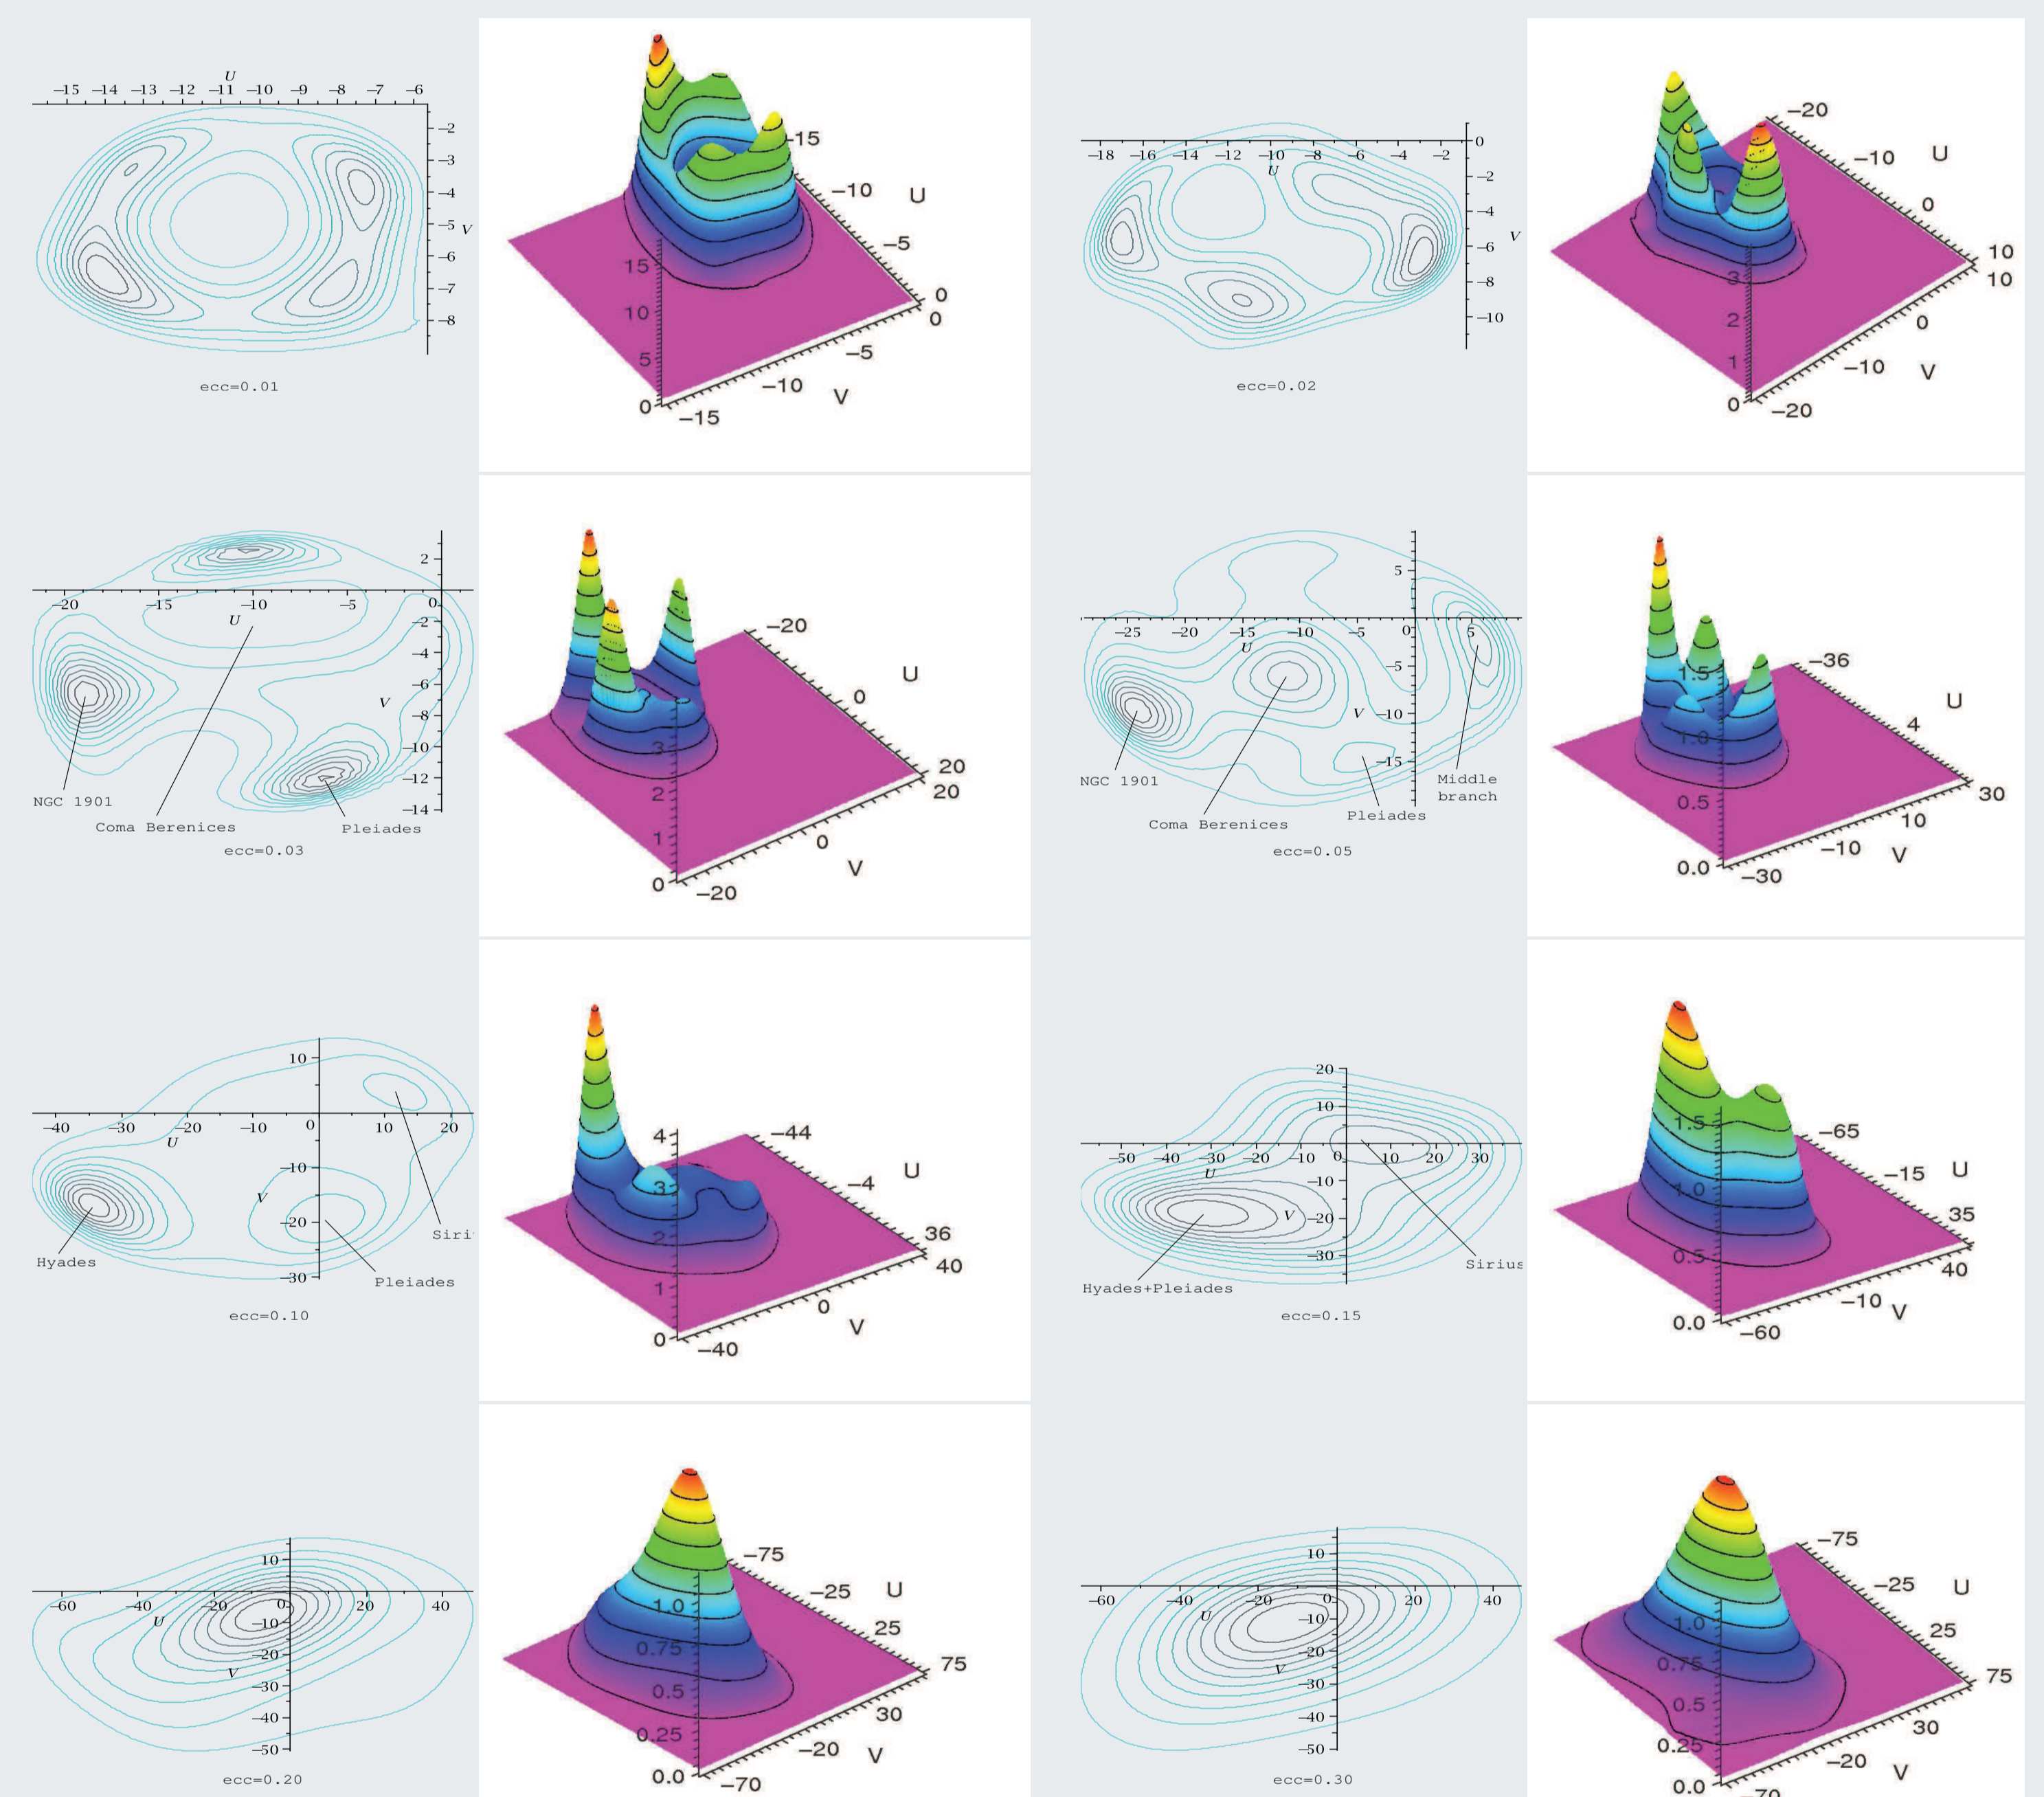 U
−15 −14 −13 −12 −11 −10 −9 −8 −7 −6
−2
−3
−4
−5 V
−6
−7
−8
ecc=0.01
15
−10 U
−5
0
0
−5
−10 V
−15
15
10
5
0
−18 −16 −14 −12 −10 −8 −6 −4 −2
U
0
−2
−4
V
−6
−8
−10
ecc=0.02
−20
−10 U
0
10
10
0
−10 V
−20
3
2
1
0
2
−20 −15 −10 −5 0
U
−2
−4
−6
V
−8
−10
−12
−14
NGC 1901
Coma Berenices
Pleiades
ecc=0.03
−20
U
0
20
20
0
V
−20
3
2
1
0
5
−25 −20 −15 −10 −5 0 5
U
−5
V −10
−15
NGC 1901
Coma Berenices
Pleiades
Middle
branch
ecc=0.05
−36
U
4
30
10
−10 V
−30
1.5
1.0
0.5
0.0
10
−40 −30 −20 −10 0 10 20
U
−10
V
−20
−30
Hyades
Siri
Pleiades
ecc=0.10
−44
−4 U
36
40
0
V
−40
4
3
2
1
0
20
10
−50 −40 −30 −20 −10 0 10 20 30
U
−10
V −20
−30
Sirius
Hyades+Pleiades
ecc=0.15
−65
−15 U
35
40
−10 V
−60
1.5
1.0
0.5
0.0
10
−60 −40 −20 0 20 40
U
−10
−20
V
−30
−40
−50
ecc=0.20
−75
−25 U
25
75
30
−20 V
−70
1.0
0.75
0.5
0.25
0.0
10
−60 −40 −20 0 20 40
U
−10
−20
V
−30
−40
−50
ecc=0.30
−75
−25 U
25
75
30
−20 V
−70
1.0
0.75
0.5
0.25
0.0